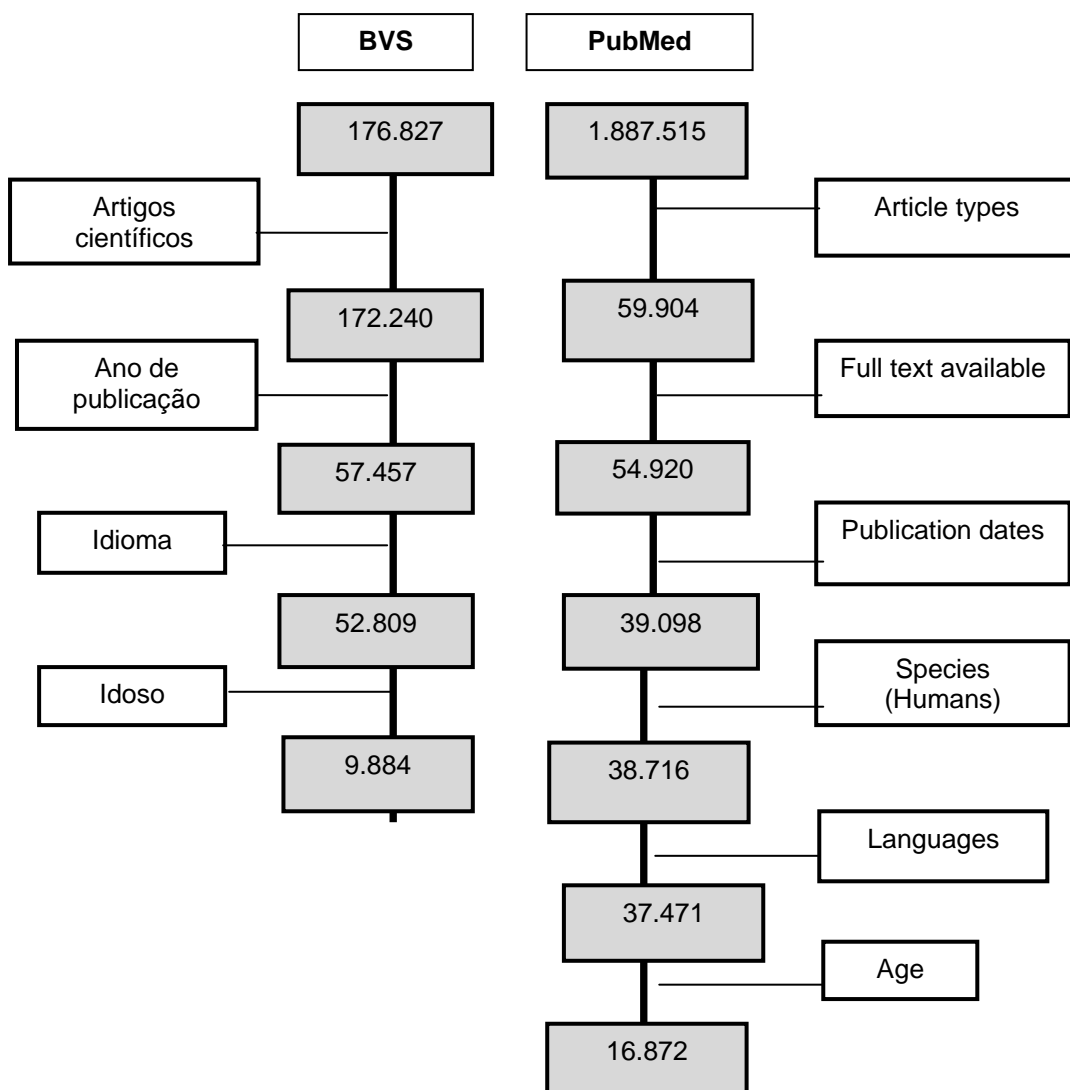 BVS
PubMed
176.827
1.887.515
Artigos
científicos
Article types
172.240
59.904
Ano de
publicação
Full text available
57.457
54.920
Idioma
Publication dates
52.809
39.098
Idoso
Species
(Humans)
9.884
38.716
Languages
37.471
Age
16.872